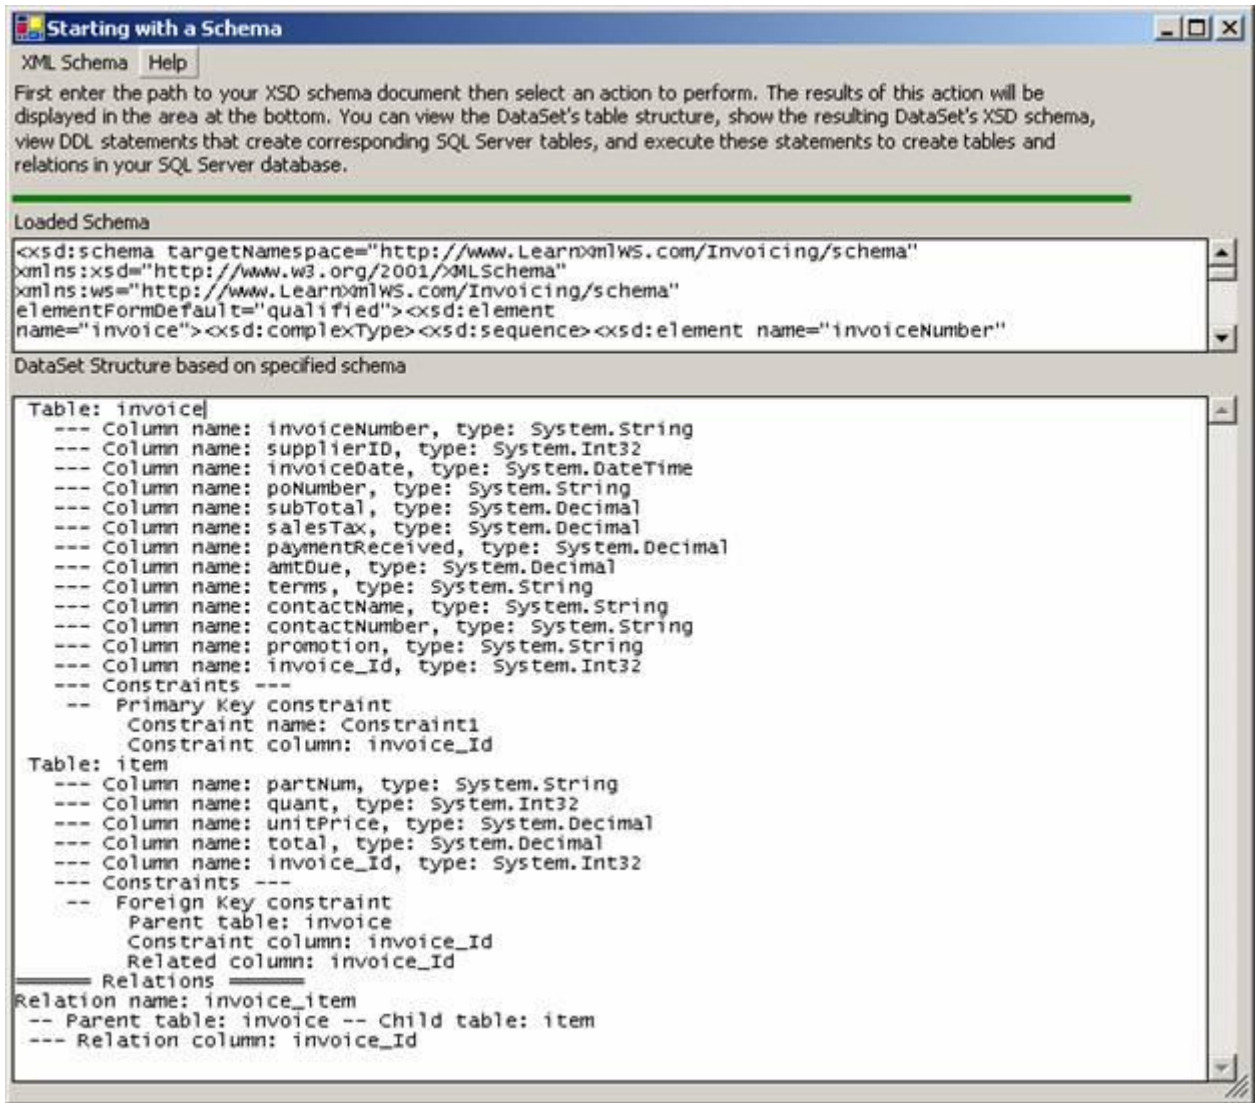 Starting with a Schema
XML Schema Help
First enter the path to your XSD schema document then select an action to perform. The results of this action will be
displayed in the area at the bottom. You can view the DataSet's table structure, show the resulting DataSet's XSD schema,
view DDL statements that create corresponding SQL Server tables, and execute these statements to create tables and
relations in your SQL Server database.
Loaded Schema
<xsd:schema targetNamespace="http://www.LearnXmlWS.com/Invoicing/schema"
xmlns:xsd="http://www.w3.org/2001/XMLSchema"
xmlns:ws="http://www.LearnXmlWS.com/Invoicing/schema"
elementFormDefault="qualified"><xsd:element
name="invoice"><xsd:complexType><xsd:sequence><xsd:element name="invoiceNumber"
DataSet Structure based on specified schema
Table: invoice
--- Column name: invoiceNumber, type: System.String
--- Column name: supplierID, type: System.Int32
--- Column name: invoiceDate, type: System.DateTime
--- Column name: poNumber, type: System.String
--- Column name: subTotal, type: System.Decimal
--- Column name: salesTax, type: System.Decimal
--- Column name: paymentReceived, type: System.Decimal
--- Column name: amtDue, type: System.Decimal
--- Column name: terms, type: System.String
--- Column name: contactName, type: System.String
--- Column name: contactNumber, type: System.String
--- Column name: promotion, type: System.String
--- Column name: invoice_Id, type: System.Int32
--- Constraints ---
-- Primary Key constraint
Constraint name: Constraint1
Constraint column: invoice_Id
Table: item
--- Column name: partNum, type: System.String
--- Column name: quant, type: System.Int32
--- Column name: unitPrice, type: System.Decimal
--- Column name: total, type: System.Decimal
--- Column name: invoice_Id, type: System.Int32
--- Constraints ---
-- Foreign Key constraint
Parent table: invoice
Constraint column: invoice_Id
Related column: invoice_Id
====== Relations ======
Relation name: invoice_item
-- Parent table: invoice -- Child table: item
--- Relation column: invoice_Id